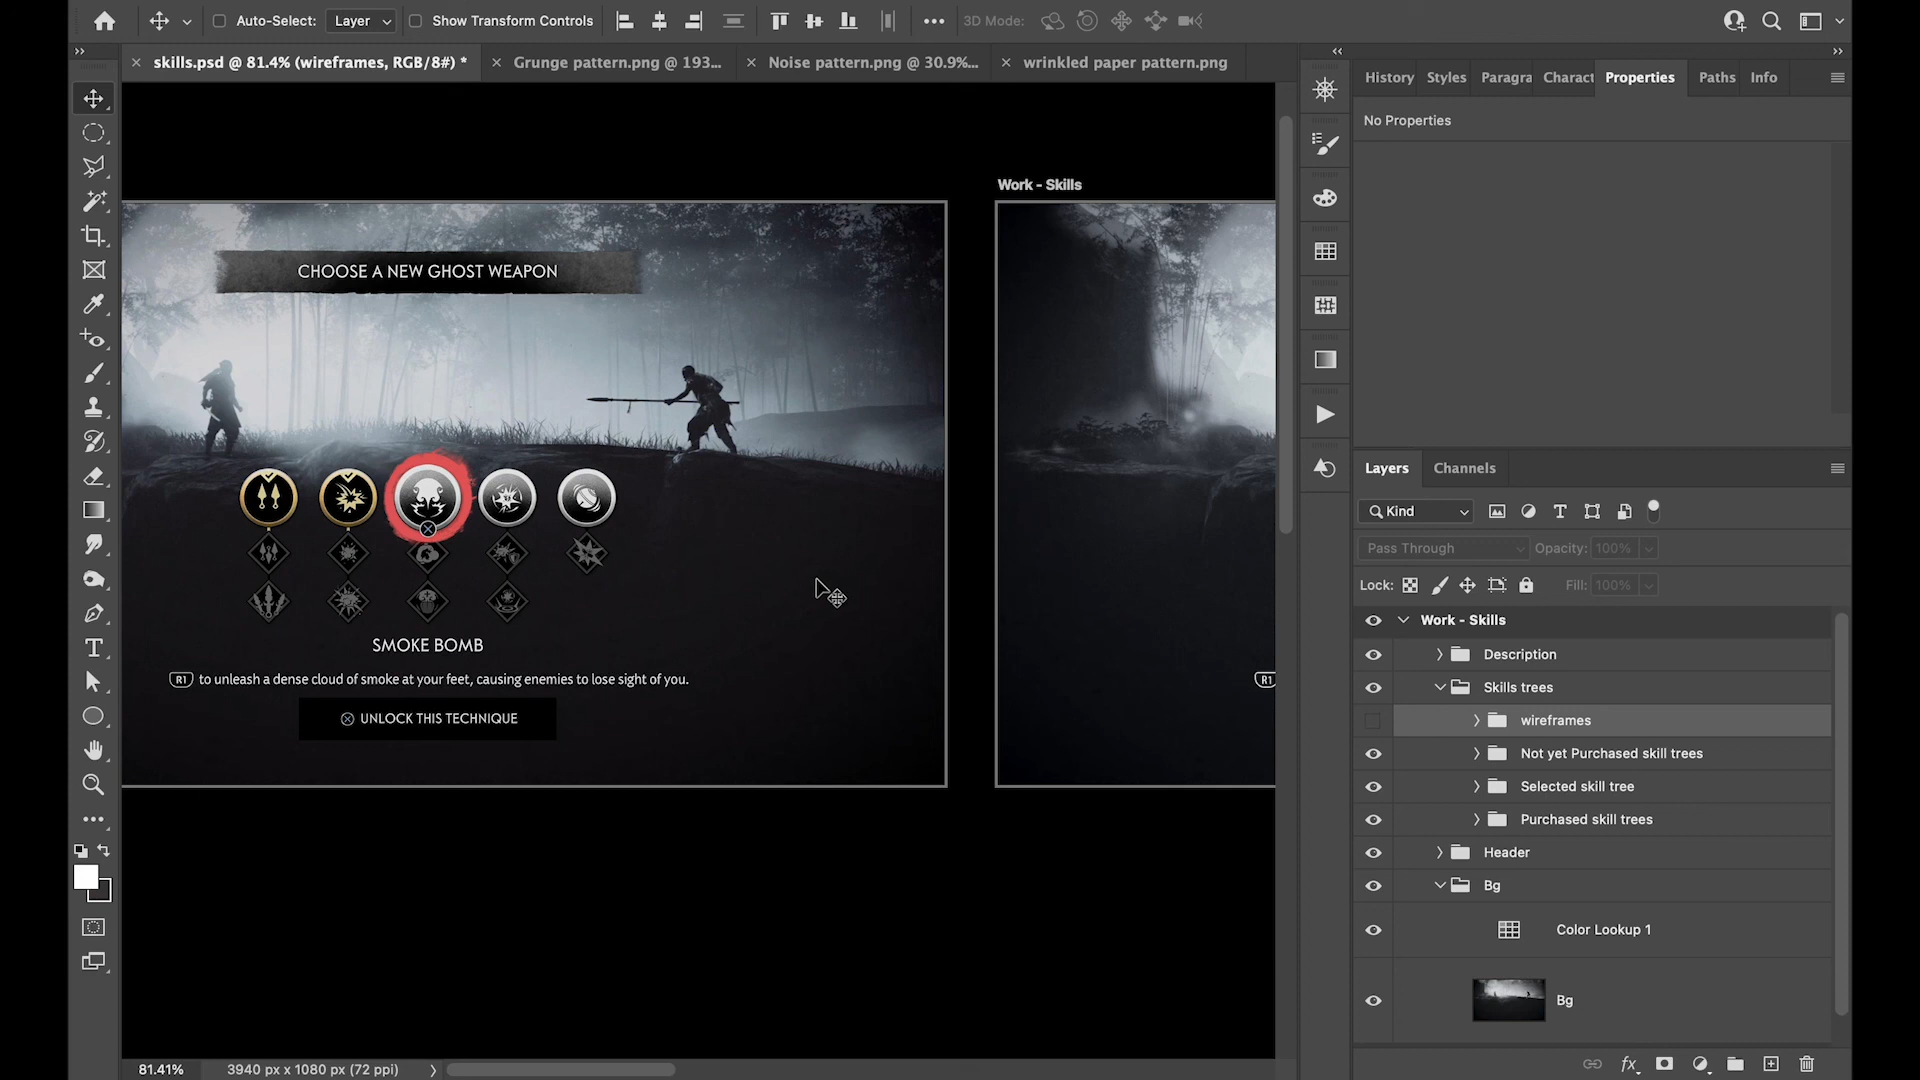 Auto-Select:
Layer
Show Transform Controls
3D Mode:
skills.psd @ 81.4% (wireframes, RGB/8#) *
Grunge pattern.png @ 193...
Noise pattern.png @ 30.9%...
wrinkled paper pattern.png
History
Styles
Paragra
Charact
Properties
Paths
Info
No Properties
Work - Skills
CHOOSE A NEW GHOST WEAPON
SMOKE BOMB
R1 to unleash a dense cloud of smoke at your feet, causing enemies to lose sight of you.
UNLOCK THIS TECHNIQUE
R1
Layers
Channels
Kind
Pass Through
Opacity: 100%
Lock:
Fill: 100%
Work - Skills
Description
Skills trees
wireframes
Not yet Purchased skill trees
Selected skill tree
Purchased skill trees
Header
Bg
Color Lookup 1
Bg
81.41%
3940 px x 1080 px (72 ppi)
fx